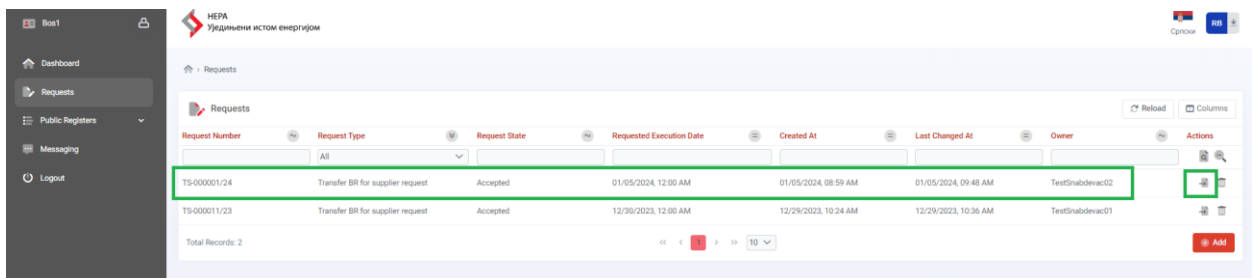 Bos1
НЕРА
Уједињени истом енергијом
Српски
RB
Dashboard
Requests
Public Registers
Messaging
Logout
Requests
Requests
Reload
Columns
Request Number
Request Type
Request State
Requested Execution Date
Created At
Last Changed At
Owner
Actions
All
TS-000001/24
Transfer BR for supplier request
Accepted
01/05/2024, 12:00 AM
01/05/2024, 08:59 AM
01/05/2024, 09:48 AM
TestSnabdevac02
TS-000011/23
Transfer BR for supplier request
Accepted
12/30/2023, 12:00 AM
12/29/2023, 10:24 AM
12/29/2023, 10:36 AM
TestSnabdevac01
Total Records: 2
<< < 1 > >> 10
Add